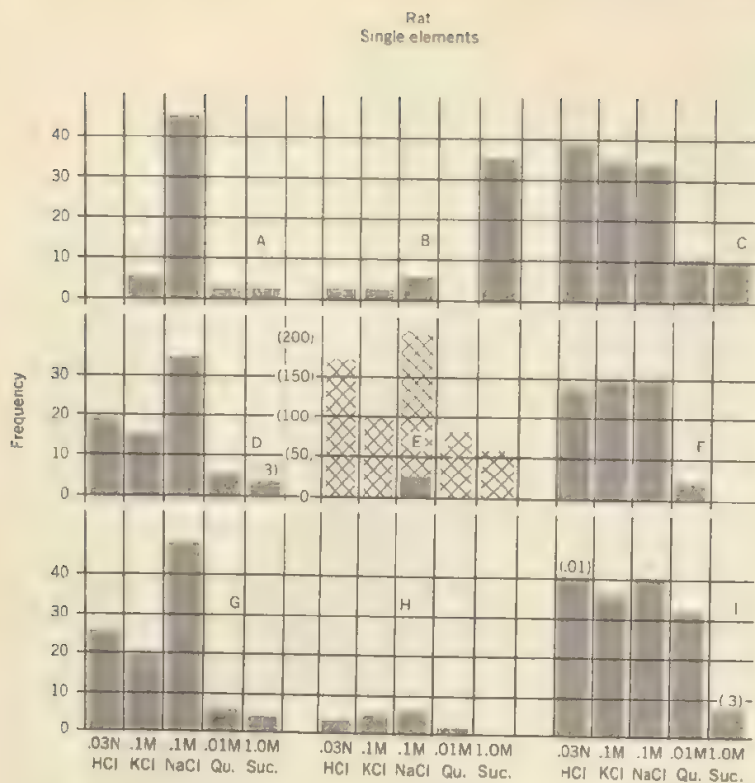 Rat
Single elements
Frequency
40
30
20
10
0
A
B
C
30
20
10
0
(200)
(150)
(100)
(50)
0
D
3)
E
F
40
30
20
10
0
G
H
(.01)
I
(3)
.03N .1M .1M .01M 1.0M .03N .1M .1M .01M 1.0M .03N .1M .1M .01M 1.0M
HCl KCl NaCl Qu. Suc. HCl KCl NaCl Qu. Suc. HCl KCl NaCl Qu. Suc.